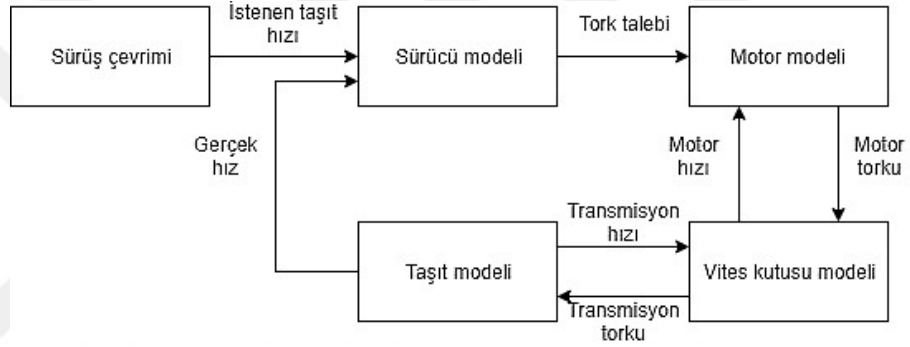 İstenen taşıt
hızı
Tork talebi
Sürüş çevrimi
Sürücü modeli
Motor modeli
Gerçek
hız
Motor
hızı
Motor
torku
Transmisyon
hızı
Taşıt modeli
Vites kutusu modeli
Transmisyon
torku